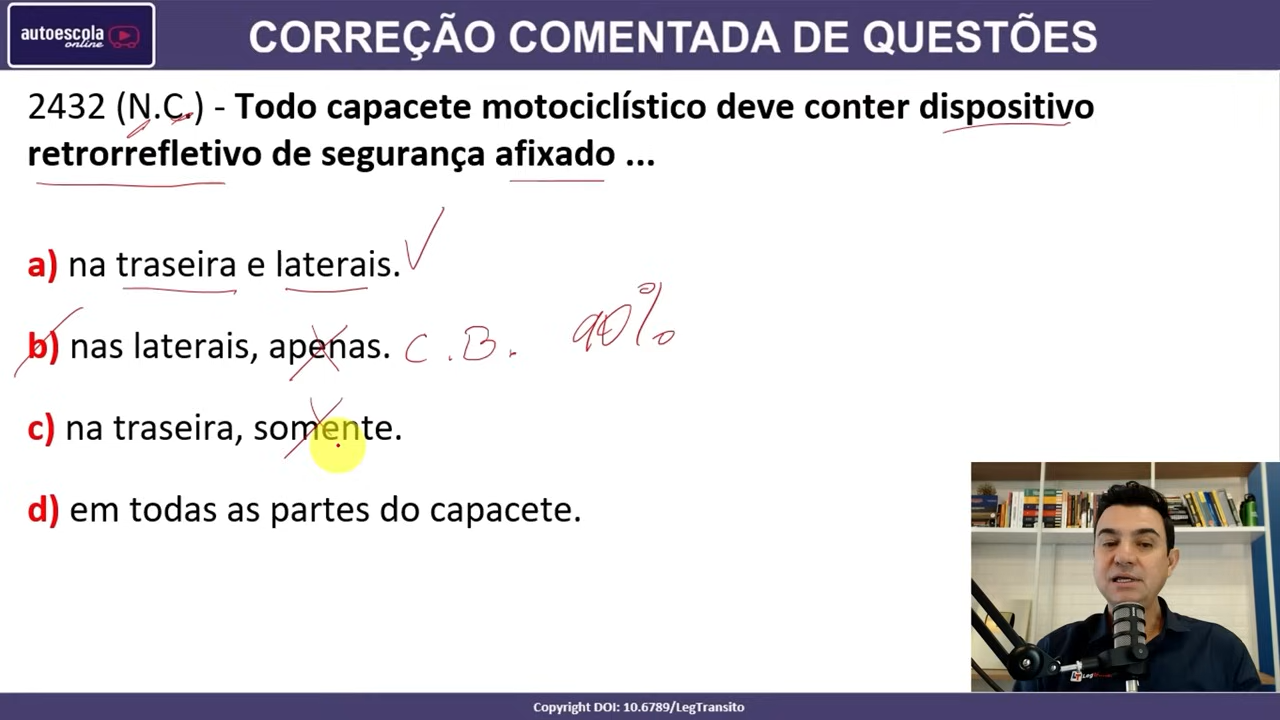 autoescola
online
CORREÇÃO COMENTADA DE QUESTÕES
2432 (N.C.) - Todo capacete motociclístico deve conter dispositivo
retrorrefletivo de segurança afixado ...
a) na traseira e laterais.
b) nas laterais, apenas. C.B. 90%
c) na traseira, somente.
d) em todas as partes do capacete.
Copyright DOI: 10.6789/LegTransito